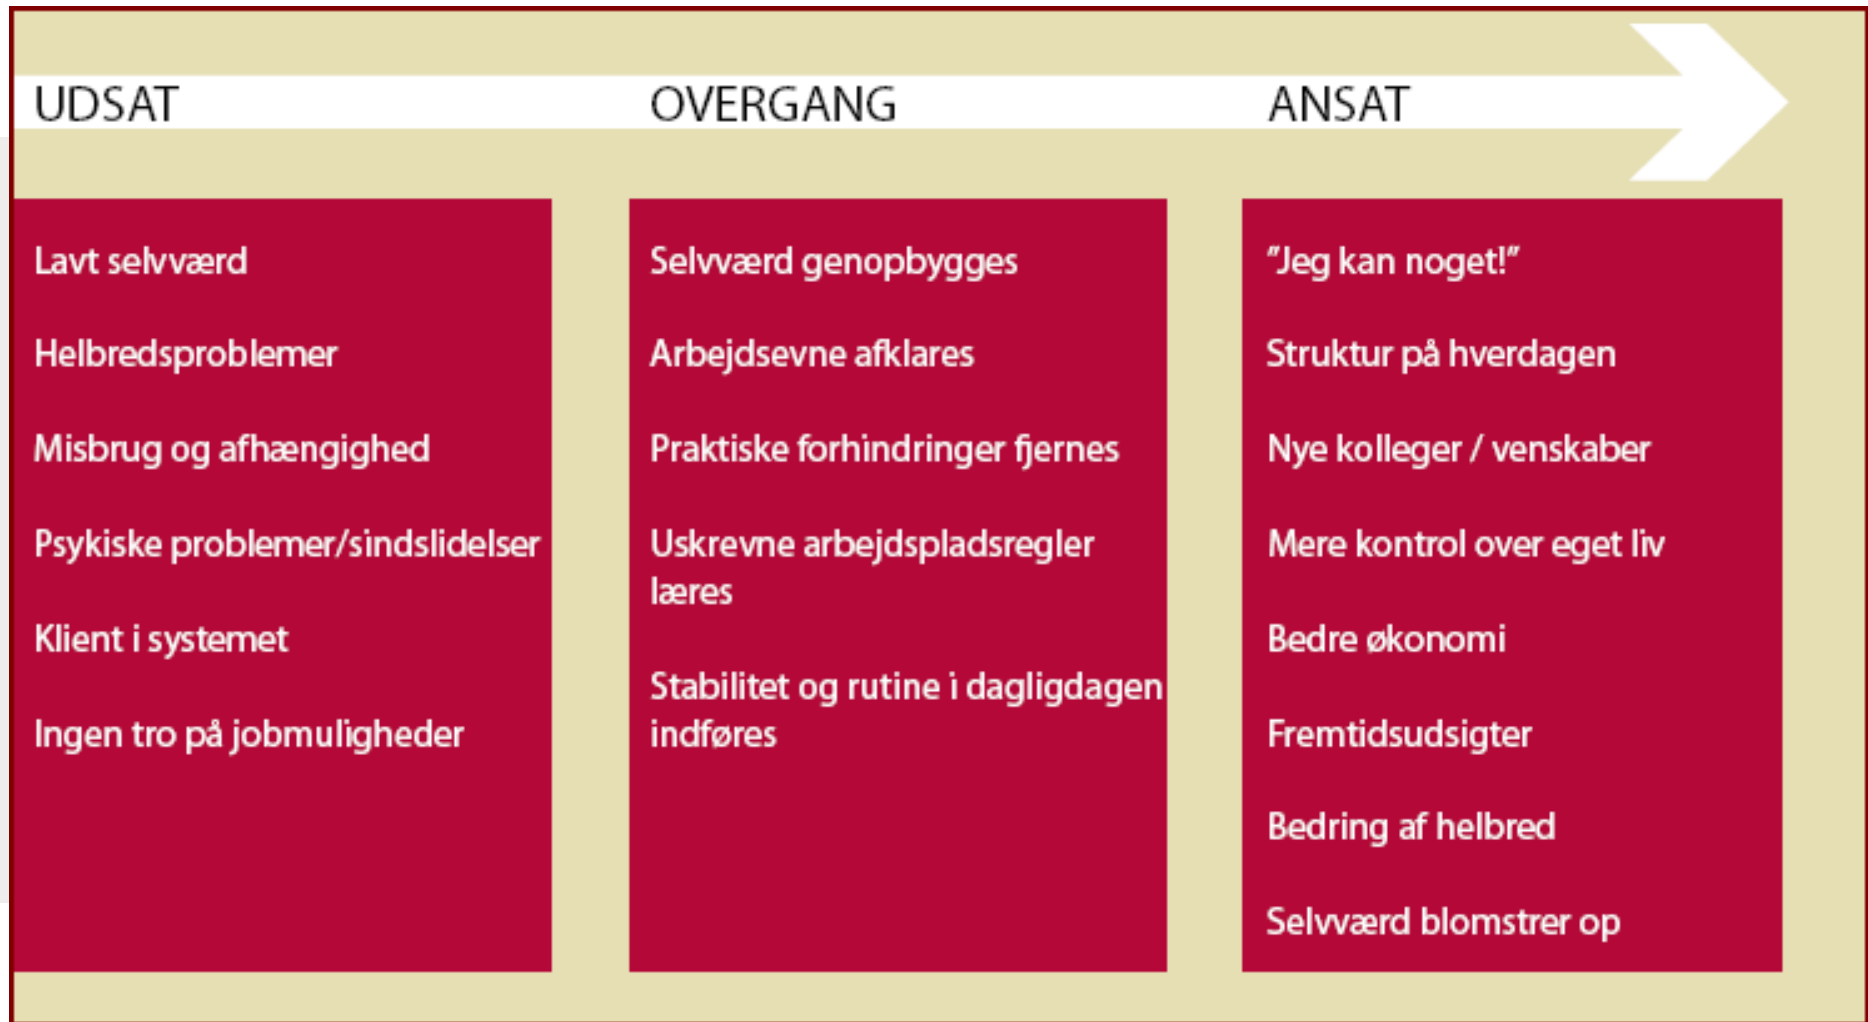 UDSAT
OVERGANG
ANSAT
Lavt selvværd
Helbredsproblemer
Misbrug og afhængighed
Psykiske problemer/sindslidelser
Klient i systemet
Ingen tro på jobmuligheder
Selvværd genopbygges
Arbejdsevne afklares
Praktiske forhindringer fjernes
Uskrevne arbejdspladsregler
læres
Stabilitet og rutine i dagligdagen
indføres
”Jeg kan noget!”
Struktur på hverdagen
Nye kolleger / venskaber
Mere kontrol over eget liv
Bedre økonomi
Fremtidsudsigter
Bedring af helbred
Selvværd blomstrer op